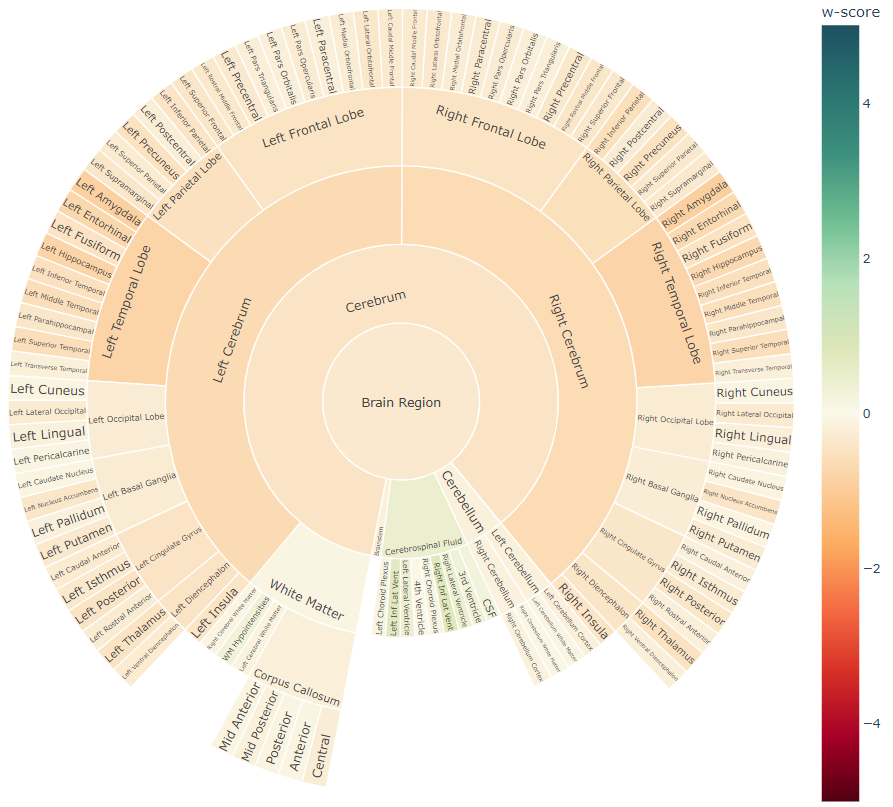 w-score
4
2
0
−2
−4
Brain Region
Cerebrum
Left Cerebrum
Right Cerebrum
Left Frontal Lobe
Right Frontal Lobe
Left Parietal Lobe
Right Parietal Lobe
Left Temporal Lobe
Right Temporal Lobe
Left Occipital Lobe
Right Occipital Lobe
Left Basal Ganglia
Right Basal Ganglia
Left Cingulate Gyrus
Right Cingulate Gyrus
Left Diencephalon
Right Diencephalon
Left Insula
Right Insula
White Matter
Corpus Callosum
Brainstem
Cerebrospinal Fluid
Cerebellum
Left Cerebellum
Right Cerebellum
Left Caudal Middle Frontal
Left Lateral Orbitofrontal
Left Medial Orbitofrontal
Left Paracentral
Left Pars Opercularis
Left Pars Orbitalis
Left Pars Triangularis
Left Precentral
Left Rostral Middle Frontal
Left Superior Frontal
Left Inferior Parietal
Left Postcentral
Left Precuneus
Left Superior Parietal
Left Supramarginal
Left Amygdala
Left Entorhinal
Left Fusiform
Left Hippocampus
Left Inferior Temporal
Left Middle Temporal
Left Parahippocampal
Left Superior Temporal
Left Transverse Temporal
Left Cuneus
Left Lateral Occipital
Left Lingual
Left Pericalcarine
Left Caudate Nucleus
Left Nucleus Accumbens
Left Pallidum
Left Putamen
Left Caudal Anterior
Left Isthmus
Left Posterior
Left Rostral Anterior
Left Thalamus
Left Ventral Diencephalon
Right Cerebral White Matter
WM Hypointensities
Left Cerebral White Matter
Mid Anterior
Mid Posterior
Posterior
Anterior
Central
Left Choroid Plexus
Left Inf Lat Vent
Left Lateral Ventricle
4th Ventricle
Right Choroid Plexus
Right Inf Lat Vent
Right Lateral Ventricle
3rd Ventricle
CSF
Right Cerebellum Cortex
Right Cerebellum White Matter
Left Cerebellum White Matter
Left Cerebellum Cortex
Right Caudal Middle Frontal
Right Lateral Orbitofrontal
Right Medial Orbitofrontal
Right Paracentral
Right Pars Opercularis
Right Pars Orbitalis
Right Pars Triangularis
Right Precentral
Right Rostral Middle Frontal
Right Superior Frontal
Right Inferior Parietal
Right Postcentral
Right Precuneus
Right Superior Parietal
Right Supramarginal
Right Amygdala
Right Entorhinal
Right Fusiform
Right Hippocampus
Right Inferior Temporal
Right Middle Temporal
Right Parahippocampal
Right Superior Temporal
Right Transverse Temporal
Right Cuneus
Right Lateral Occipital
Right Lingual
Right Pericalcarine
Right Caudate Nucleus
Right Nucleus Accumbens
Right Pallidum
Right Putamen
Right Caudal Anterior
Right Isthmus
Right Posterior
Right Rostral Anterior
Right Thalamus
Right Ventral Diencephalon